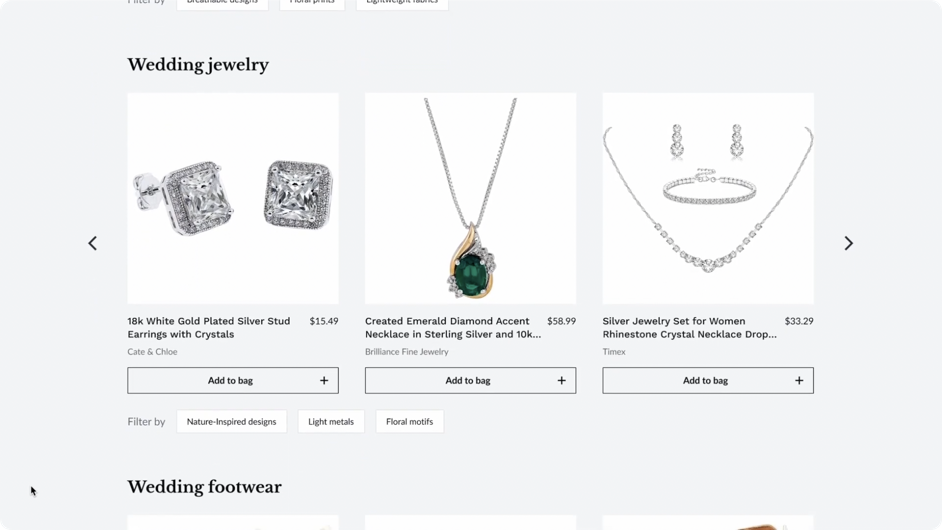 Filter by Breathable designs Floral prints Lightweight fabrics
Wedding jewelry
18k White Gold Plated Silver Stud
Earrings with Crystals
$15.49
Cate & Chloe
Add to bag +
Created Emerald Diamond Accent
Necklace in Sterling Silver and 10k...
$58.99
Brilliance Fine Jewelry
Add to bag +
Silver Jewelry Set for Women
Rhinestone Crystal Necklace Drop...
$33.29
Timex
Add to bag +
Filter by Nature-Inspired designs Light metals Floral motifs
Wedding footwear